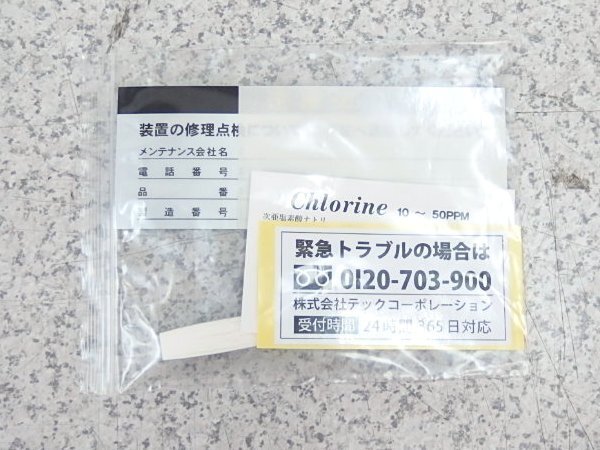 装置の修理点検
メンテナンス会社名
電話番号
品番
製造番号
Chlorine 10 ～ 50PPM
次亜塩素酸ナトリ
緊急トラブルの場合は
0120-703-900
株式会社テックコーポレーション
受付時間 24時間365日対応